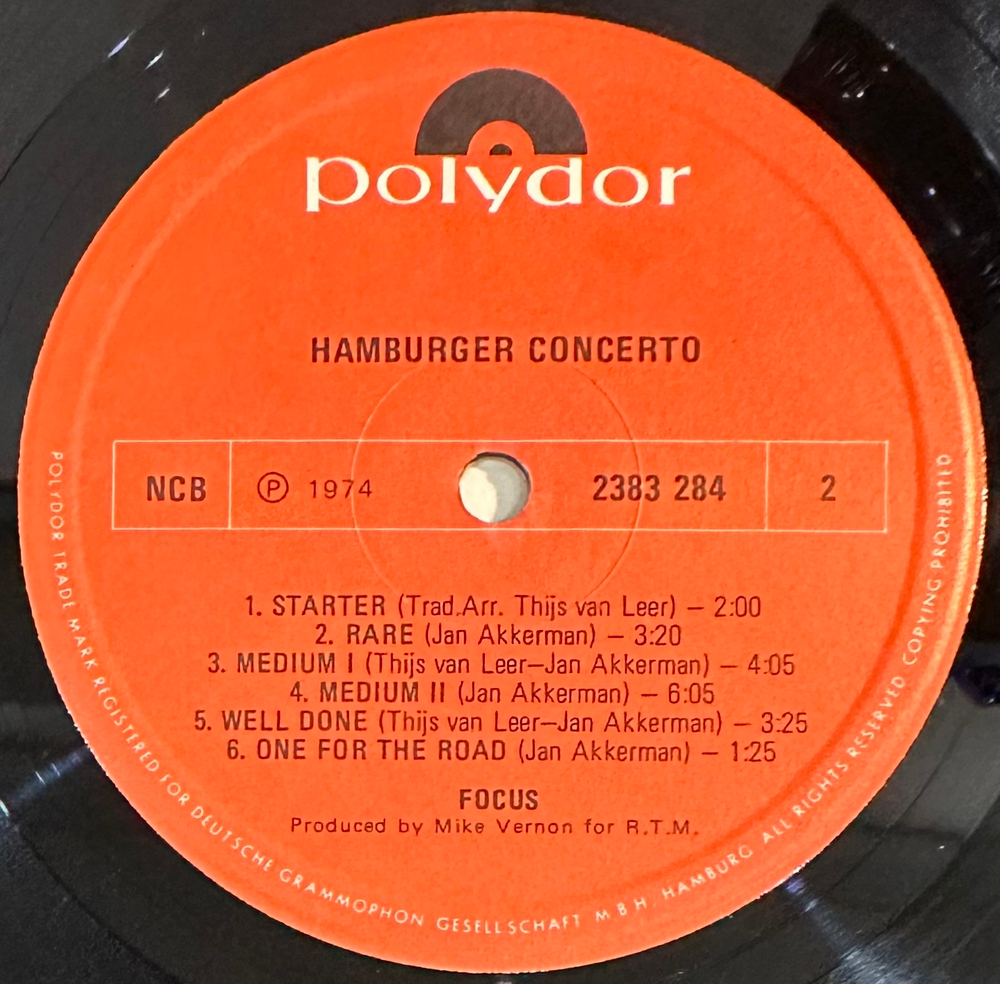 polydor
HAMBURGER CONCERTO
NCB ℗ 1974 2383 284 2
1. STARTER (Trad.Arr. Thijs van Leer) – 2:00
2. RARE (Jan Akkerman) – 3:20
3. MEDIUM I (Thijs van Leer–Jan Akkerman) – 4:05
4. MEDIUM II (Jan Akkerman) – 6:05
5. WELL DONE (Thijs van Leer–Jan Akkerman) – 3:25
6. ONE FOR THE ROAD (Jan Akkerman) – 1:25
FOCUS
Produced by Mike Vernon for R.T.M.
POLYDOR TRADE MARK REGISTERED FOR DEUTSCHE GRAMMOPHON GESELLSCHAFT M B H, HAMBURG ALL RIGHTS RESERVED COPYING PROHIBITED